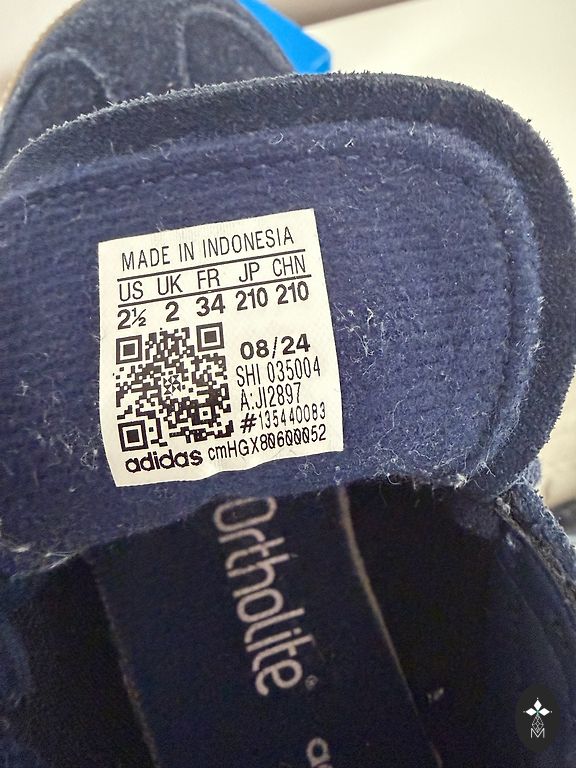 MADE IN INDONESIA
US UK FR JP CHN
2½ 2 34 210 210
08/24
SHI 035004
A:JI2897
#135440083
adidas cmHGX80600052
Ortholite®
M